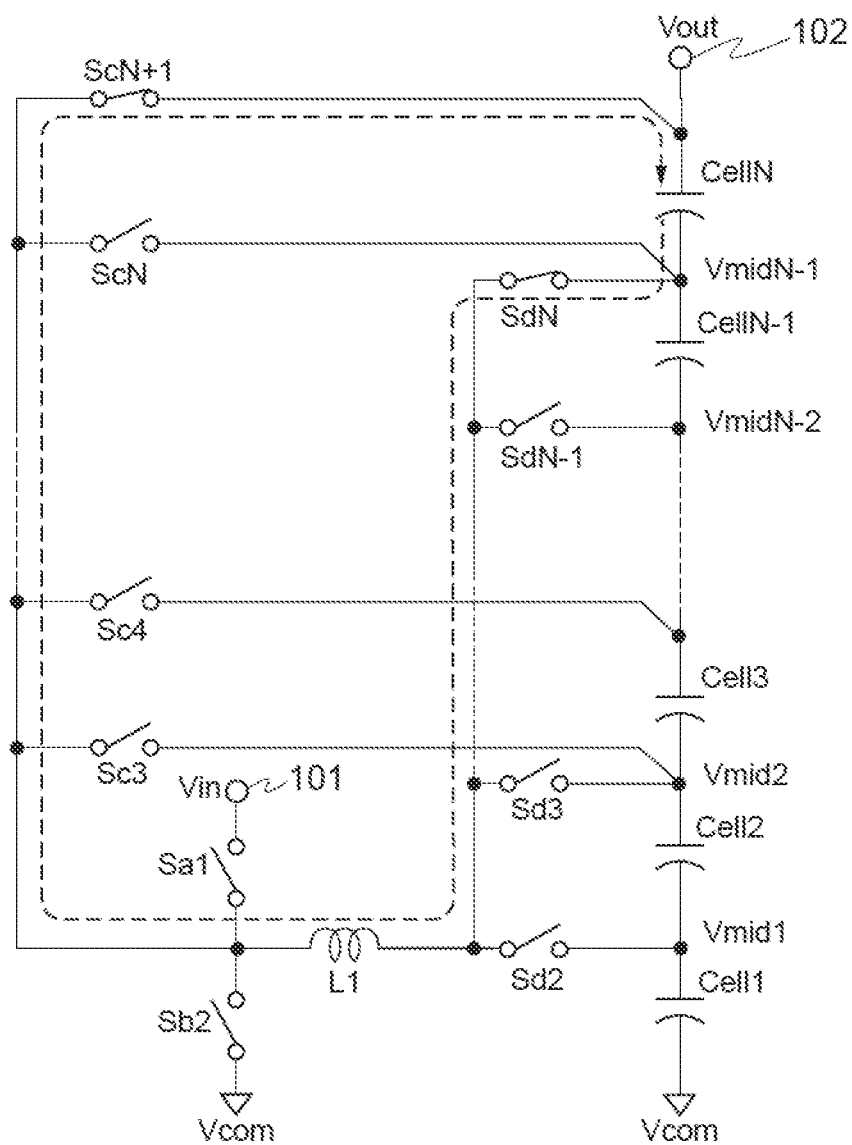 Vout
102
ScN+1
CellN
ScN
VmidN-1
SdN
CellN-1
VmidN-2
SdN-1
Sc4
Cell3
Sc3
Vin
101
Sd3
Vmid2
Sa1
Cell2
L1
Sd2
Vmid1
Sb2
Cell1
Vcom
Vcom